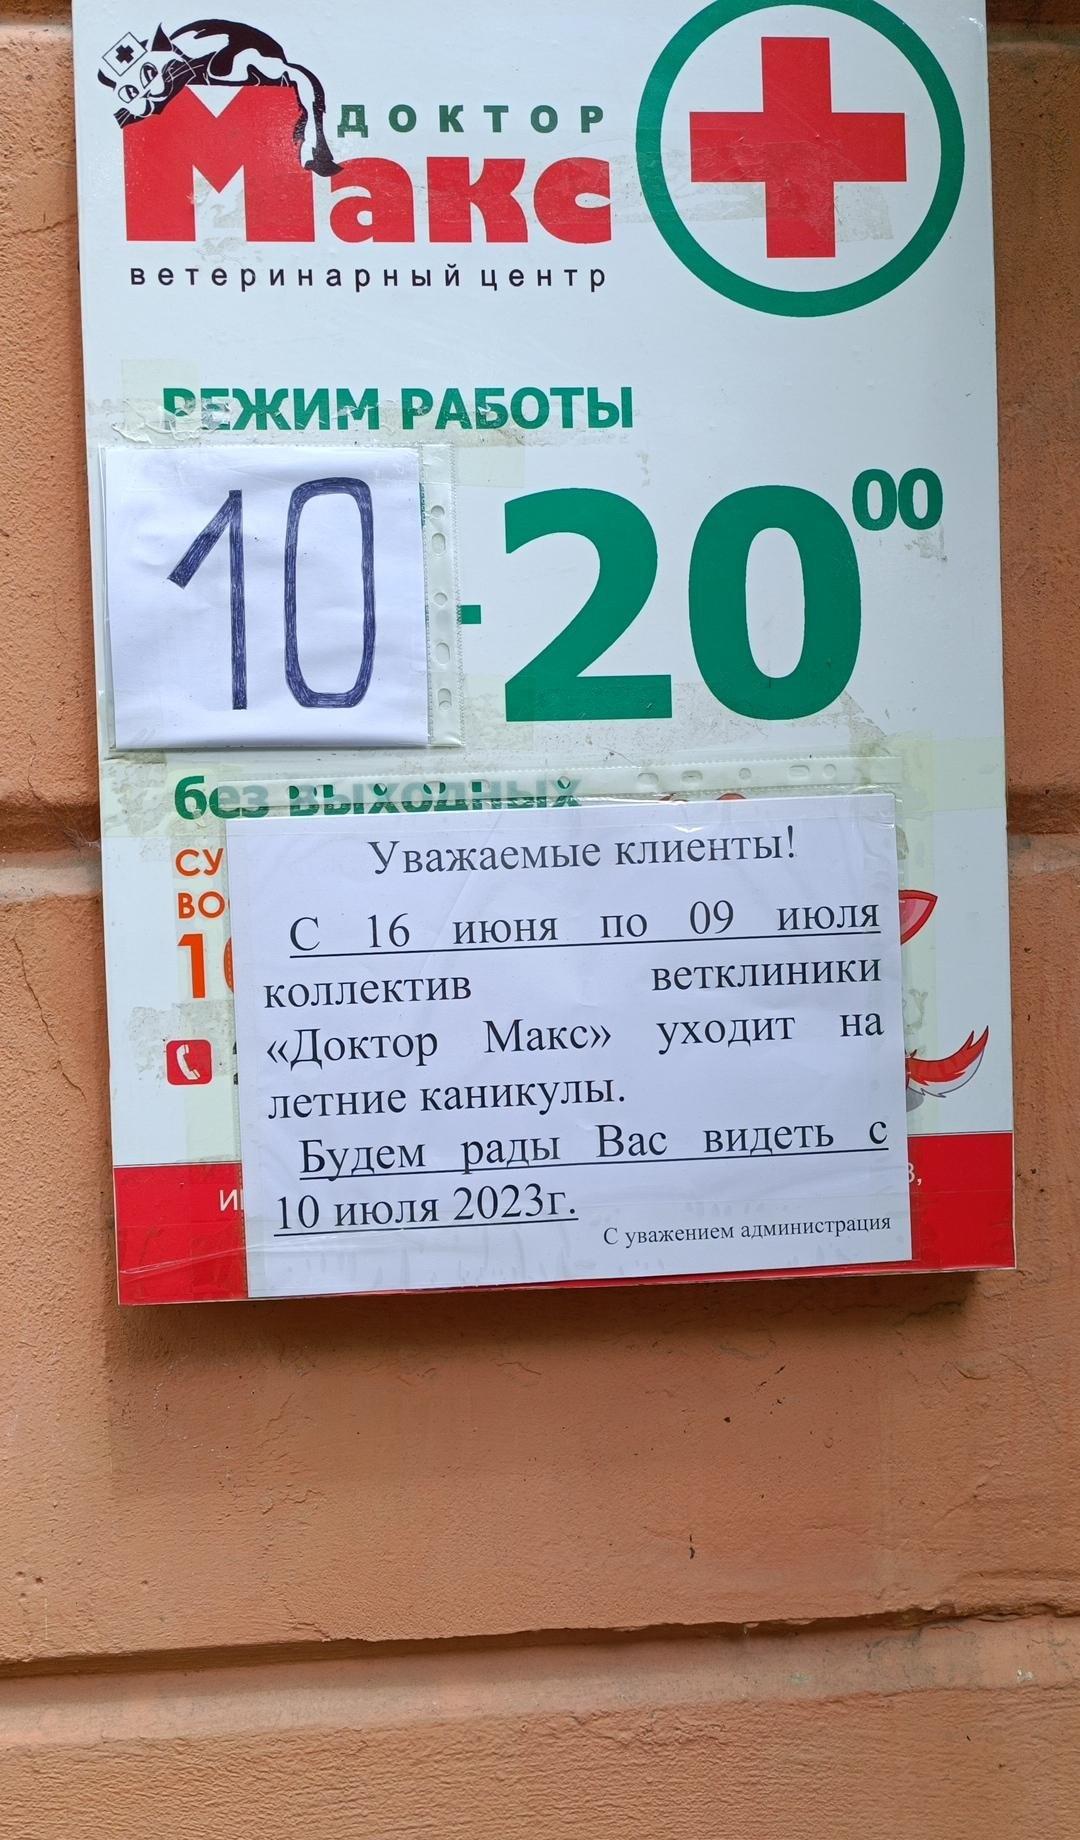 ДОКТОР
Макс
ветеринарный центр
РЕЖИМ РАБОТЫ
10 - 20 00
без выходных
Уважаемые клиенты!
С 16 июня по 09 июля
коллектив ветклиники
«Доктор Макс» уходит на
летние каникулы.
Будем рады Вас видеть с
10 июля 2023г.
С уважением администрация